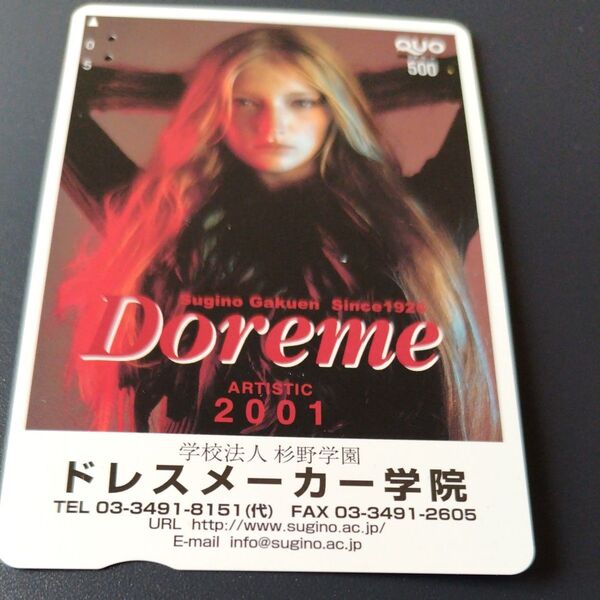 ▲
0
5
QUO
500
Sugino Gakuen Since1926
Doreme
ARTISTIC
2001
学校法人 杉野学園
ドレスメーカー学院
TEL 03-3491-8151(代) FAX 03-3491-2605
URL http://www.sugino.ac.jp/
E-mail info@sugino.ac.jp